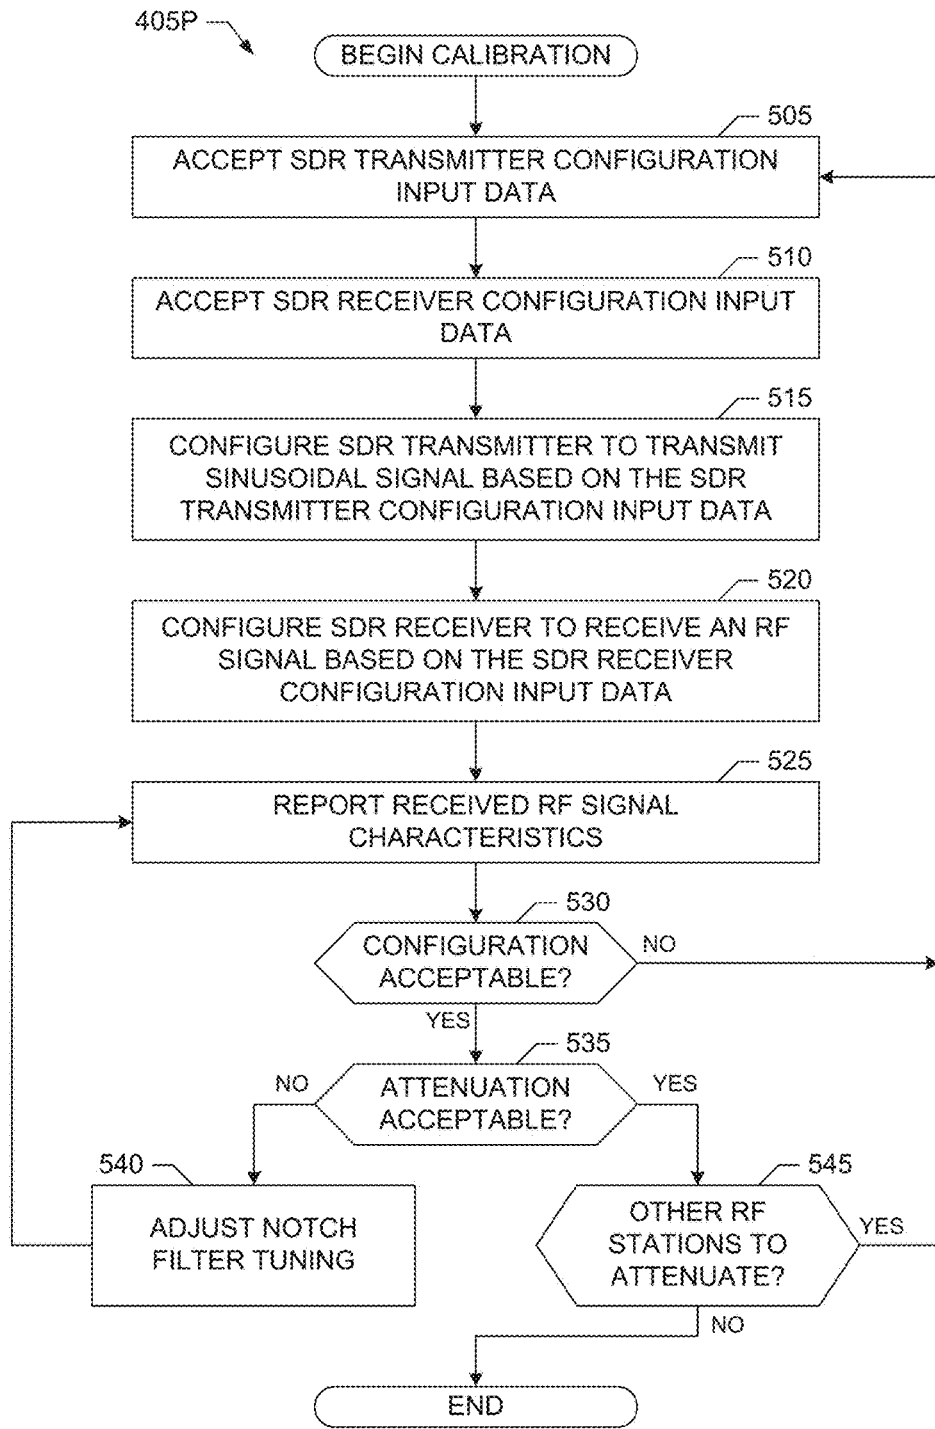 405P
BEGIN CALIBRATION
505
ACCEPT SDR TRANSMITTER CONFIGURATION
INPUT DATA
510
ACCEPT SDR RECEIVER CONFIGURATION INPUT
DATA
515
CONFIGURE SDR TRANSMITTER TO TRANSMIT
SINUSOIDAL SIGNAL BASED ON THE SDR
TRANSMITTER CONFIGURATION INPUT DATA
520
CONFIGURE SDR RECEIVER TO RECEIVE AN RF
SIGNAL BASED ON THE SDR RECEIVER
CONFIGURATION INPUT DATA
525
REPORT RECEIVED RF SIGNAL
CHARACTERISTICS
530
CONFIGURATION
ACCEPTABLE?
NO
YES
535
ATTENUATION
ACCEPTABLE?
NO
YES
540
ADJUST NOTCH
FILTER TUNING
545
OTHER RF
STATIONS TO
ATTENUATE?
YES
NO
END